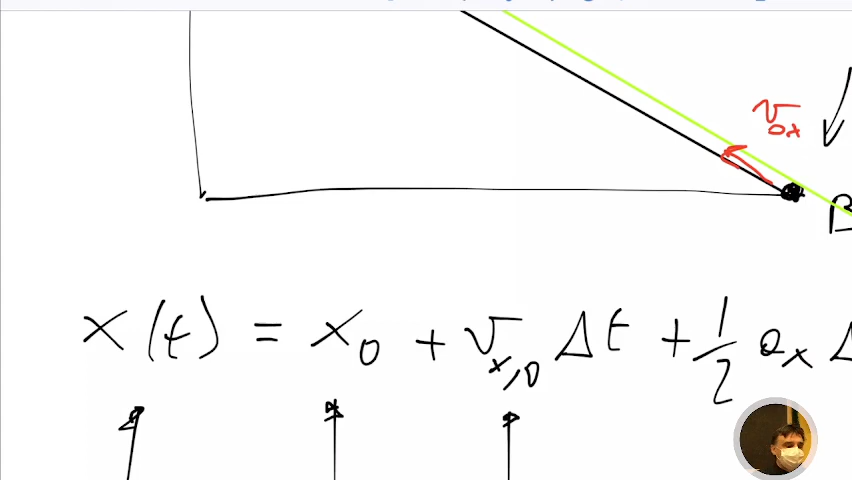 v₀ₓ
B
x(t) = x₀ + vₓ,₀ Δt + 1/2 aₓ Δ